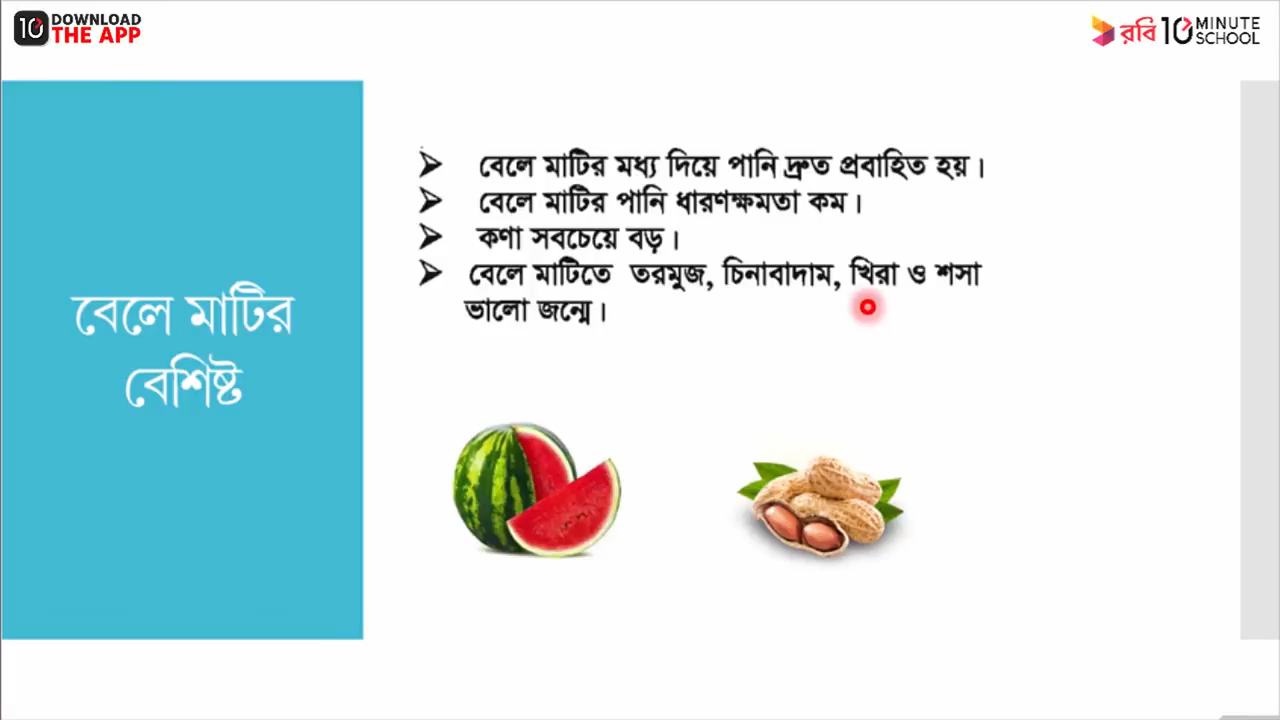 10 DOWNLOAD
THE APP
রবি 10 MINUTE
SCHOOL
বেলে মাটির
বেশিষ্ট
➢ বেলে মাটির মধ্য দিয়ে পানি দ্রুত প্রবাহিত হয়।
➢ বেলে মাটির পানি ধারণক্ষমতা কম।
➢ কণা সবচেয়ে বড়।
➢ বেলে মাটিতে তরমুজ, চিনাবাদাম, খিরা ও শসা
ভালো জন্মে।